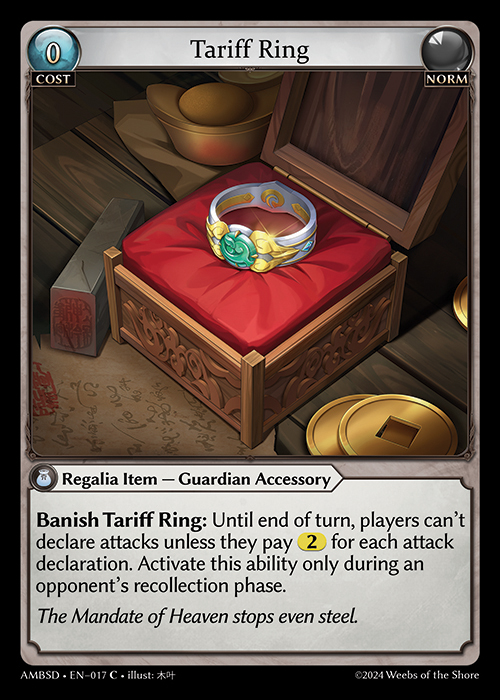 0
Tariff Ring
COST
NORM
Regalia Item — Guardian Accessory
Banish Tariff Ring: Until end of turn, players can't
declare attacks unless they pay 2 for each attack
declaration. Activate this ability only during an
opponent's recollection phase.
The Mandate of Heaven stops even steel.
AMBSD • EN-017 C • illust: 木叶
©2024 Weebs of the Shore